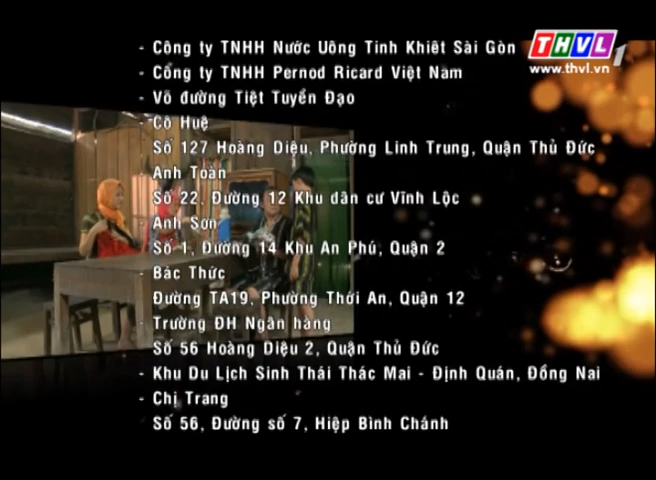 - Công ty TNHH Nước Uống Tinh Khiết Sài Gòn
THVL1
- Công ty TNHH Pernod Ricard Việt Nam
www.thvl.vn
- Võ đường Tiệt Tuyển Đạo
- Cô Huệ
Số 127 Hoàng Diệu, Phường Linh Trung, Quận Thủ Đức
- Anh Toàn
Số 22, Đường 12 Khu dân cư Vĩnh Lộc
- Anh Sơn
Số 1, Đường 14 Khu An Phú, Quận 2
- Bác Thức
Đường TA19, Phường Thới An, Quận 12
- Trường ĐH Ngân hàng
Số 56 Hoàng Diệu 2, Quận Thủ Đức
- Khu Du Lịch Sinh Thái Thác Mai - Định Quán, Đồng Nai
- Chị Trang
Số 56, Đường số 7, Hiệp Bình Chánh